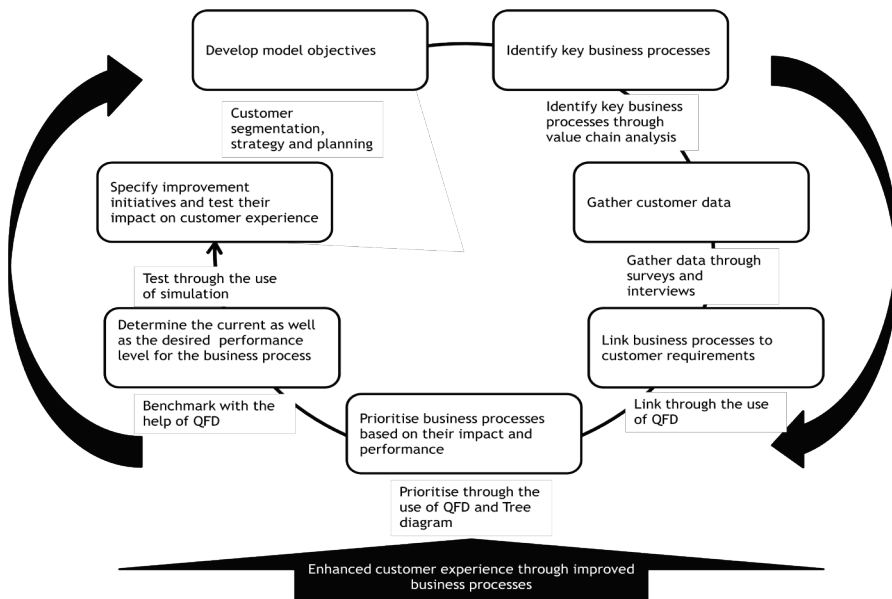 Develop model objectives
Identify key business processes
Customer
segmentation,
strategy and planning
Identify key business
processes through
value chain analysis
Specify improvement
initiatives and test their
impact on customer experience
Gather customer data
Test through the use
of simulation
Gather data through
surveys and
interviews
Determine the current as well
as the desired performance
level for the business process
Link business processes to
customer requirements
Benchmark with the
help of QFD
Prioritise business processes
based on their impact and
performance
Link through the use
of QFD
Prioritise through the
use of QFD and Tree
diagram
Enhanced customer experience through improved
business processes